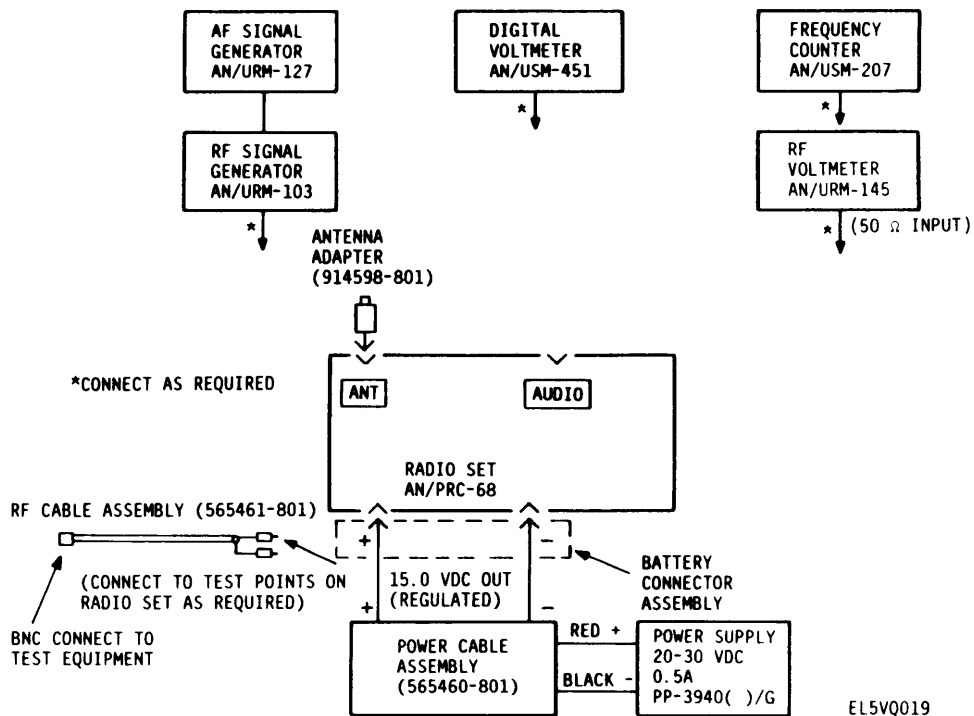 AF SIGNAL
GENERATOR
AN/URM-127
DIGITAL
VOLTMETER
AN/USM-451
FREQUENCY
COUNTER
AN/USM-207
*
*
RF SIGNAL
GENERATOR
AN/URM-103
RF
VOLTMETER
AN/URM-145
*
* (50 Ω INPUT)
ANTENNA
ADAPTER
(914598-801)
*CONNECT AS REQUIRED
ANT
AUDIO
RADIO SET
AN/PRC-68
RF CABLE ASSEMBLY (565461-801)
+
-
(CONNECT TO TEST POINTS ON
RADIO SET AS REQUIRED)
15.0 VDC OUT
(REGULATED)
BATTERY
CONNECTOR
ASSEMBLY
+
-
BNC CONNECT TO
TEST EQUIPMENT
POWER CABLE
ASSEMBLY
(565460-801)
RED +
BLACK -
POWER SUPPLY
20-30 VDC
0.5A
PP-3940( )/G
EL5VQ019